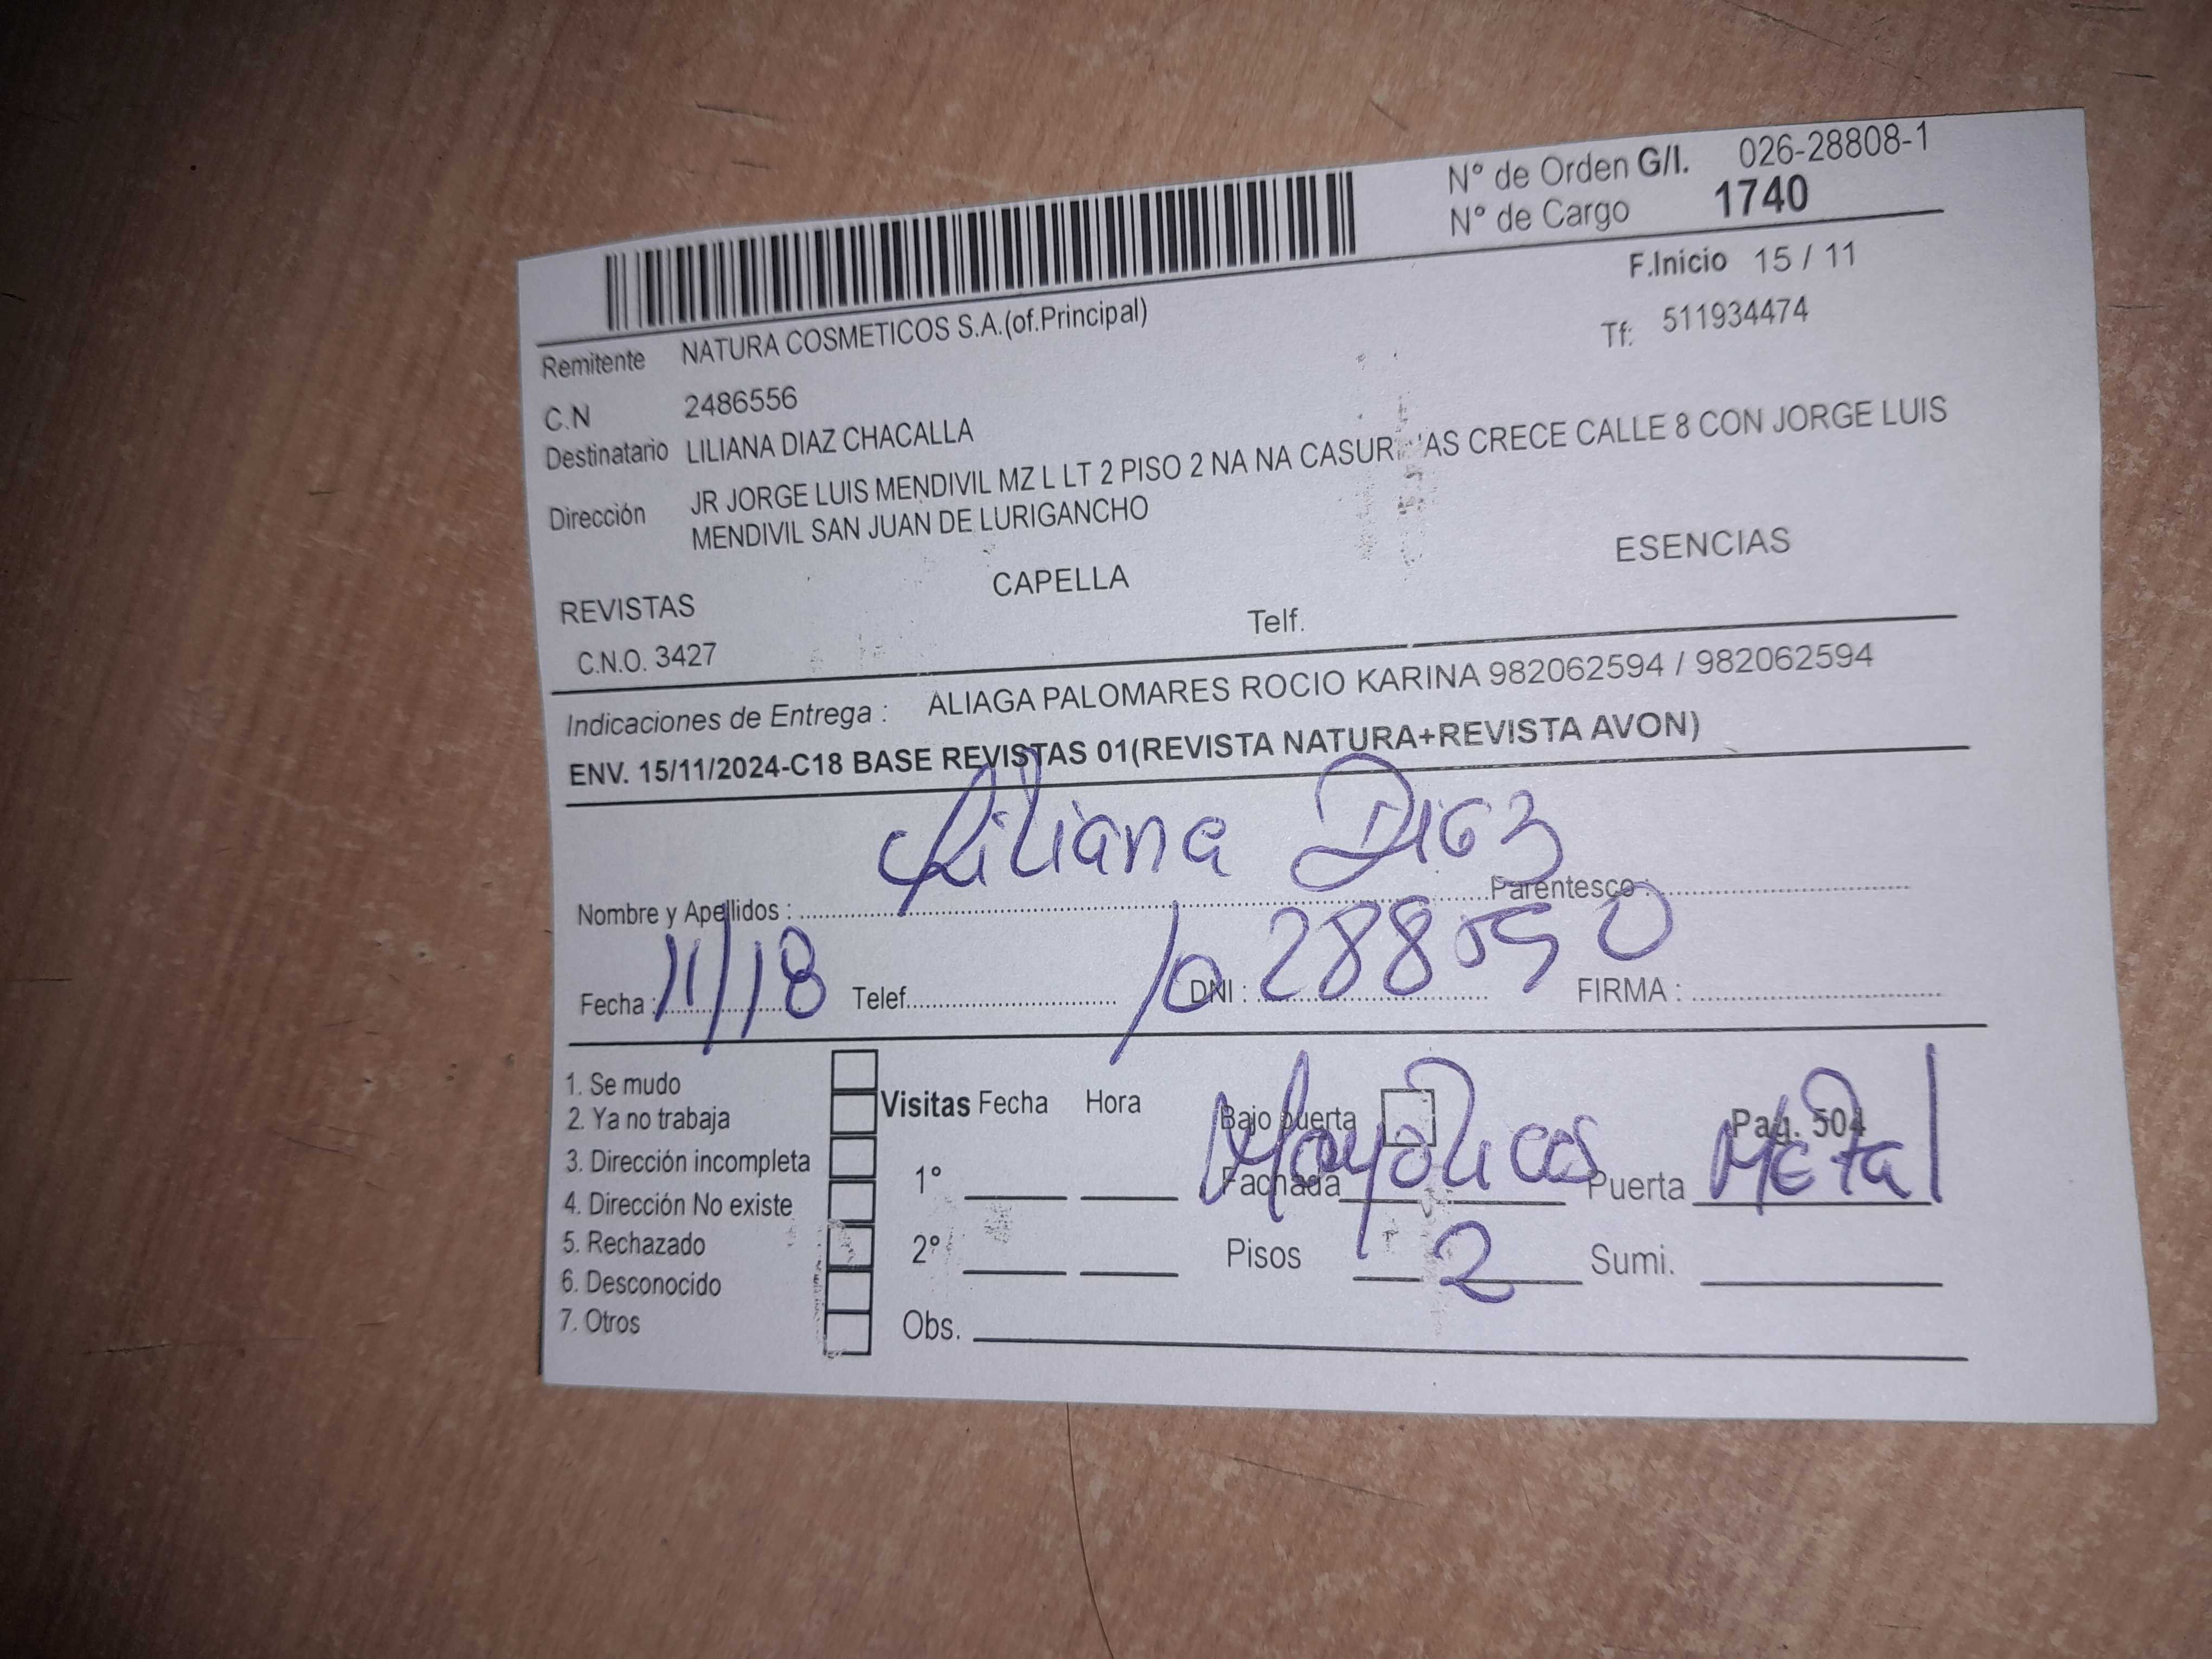 N° de Orden G/I. 026-28808-1
N° de Cargo 1740
F.Inicio 15 / 11
Remitente NATURA COSMETICOS S.A.(of.Principal) Tf: 511934474
C.N 2486556
Destinatario LILIANA DIAZ CHACALLA
Dirección JR JORGE LUIS MENDIVIL MZ L LT 2 PISO 2 NA NA CRECE CALLE 8 CON JORGE LUIS
MENDIVIL SAN JUAN DE LURIGANCHO
REVISTAS CAPELLA ESENCIAS
C.N.O. 3427 Telf.
Indicaciones de Entrega : ALIAGA PALOMARES ROCIO KARINA 982062594 / 982062594
ENV. 15/11/2024-C18 BASE REVISTAS 01(REVISTA NATURA+REVISTA AVON)
Liliana Diaz
Nombre y Apellidos : Parentesco :
Fecha : 11/18 Telef. DNI : 10288050 FIRMA :
1. Se mudo
2. Ya no trabaja
3. Dirección incompleta
4. Dirección No existe
5. Rechazado
6. Desconocido
7. Otros
Visitas Fecha Hora Bajo puerta Pag. 504
1° Fachada Mayolicas Puerta Metal
2° Pisos 2 Sumi.
Obs.